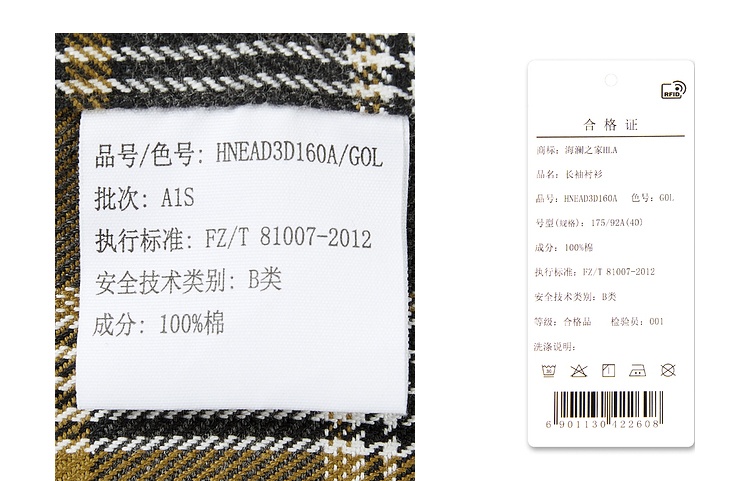 品号/色号: HNEAD3D160A/GOL
批次: A1S
执行标准: FZ/T 81007-2012
安全技术类别: B类
成分: 100%棉
RFID
合格证
商标: 海澜之家HLA
品名: 长袖衬衫
品号: HNEAD3D160A 色号: GOL
号型(规格): 175/92A(40)
成分: 100%棉
执行标准: FZ/T 81007-2012
安全技术类别: B类
等级: 合格品 检验员: 001
洗涤说明:
6 901130 422608